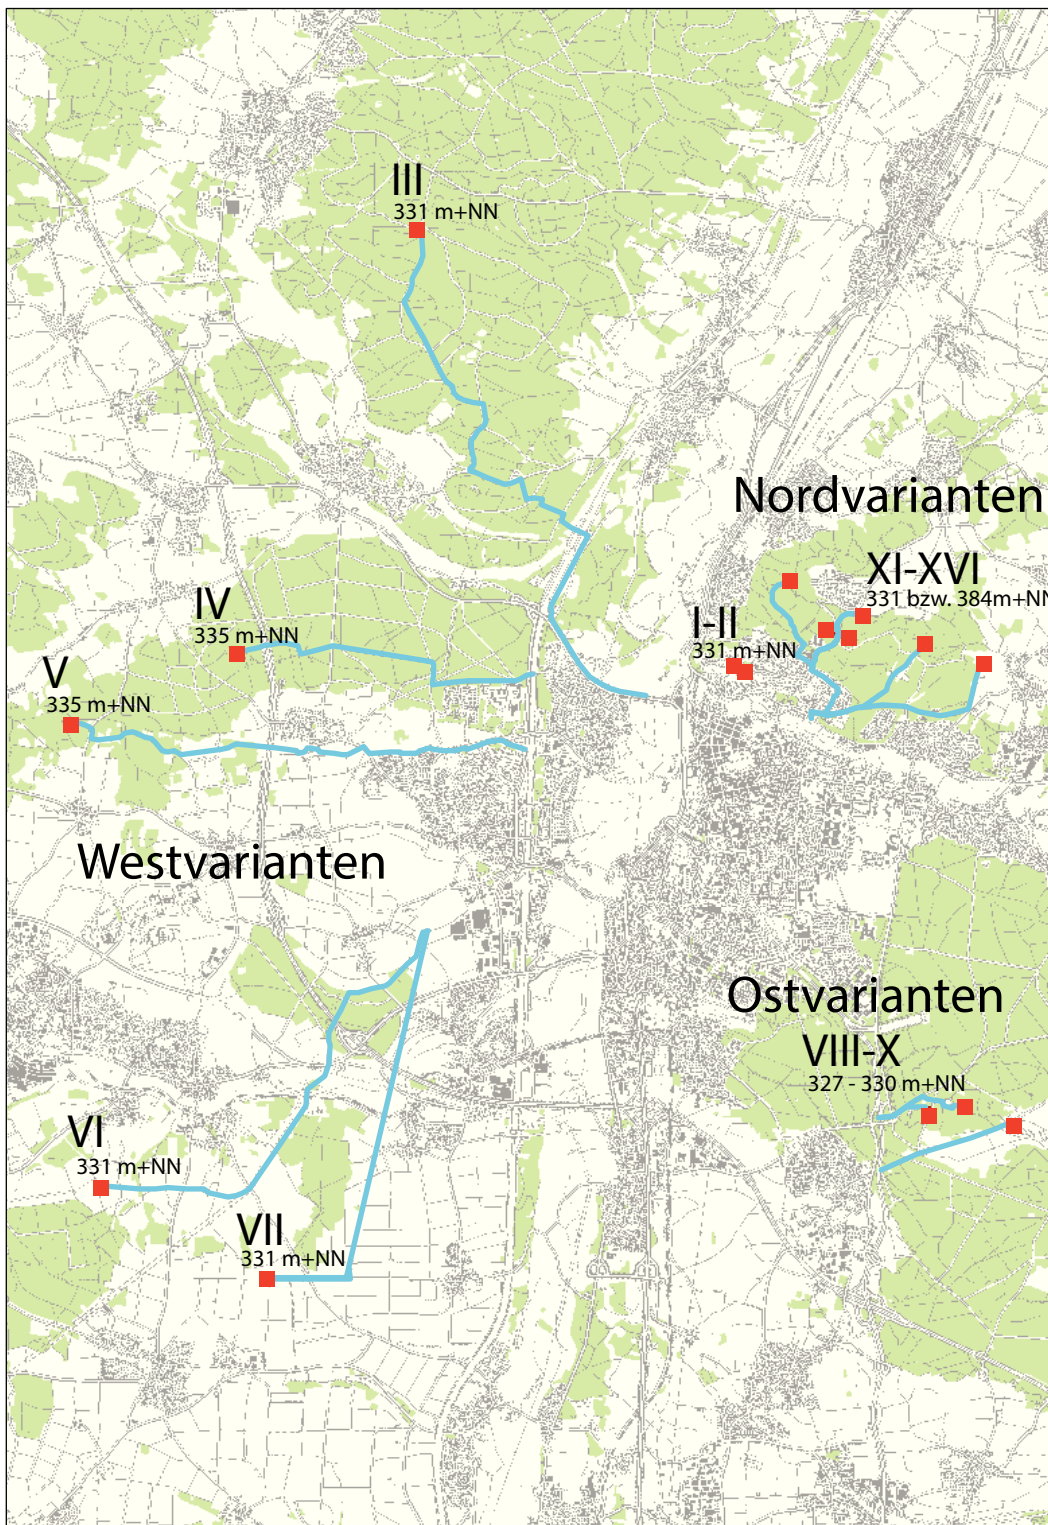 III
331 m+NN
Nordvarianten
XI-XVI
331 bzw. 384m+NN
IV
335 m+NN
I-II
331 m+NN
V
335 m+NN
Westvarianten
Ostvarianten
VIII-X
327 - 330 m+NN
VI
331 m+NN
VII
331 m+NN